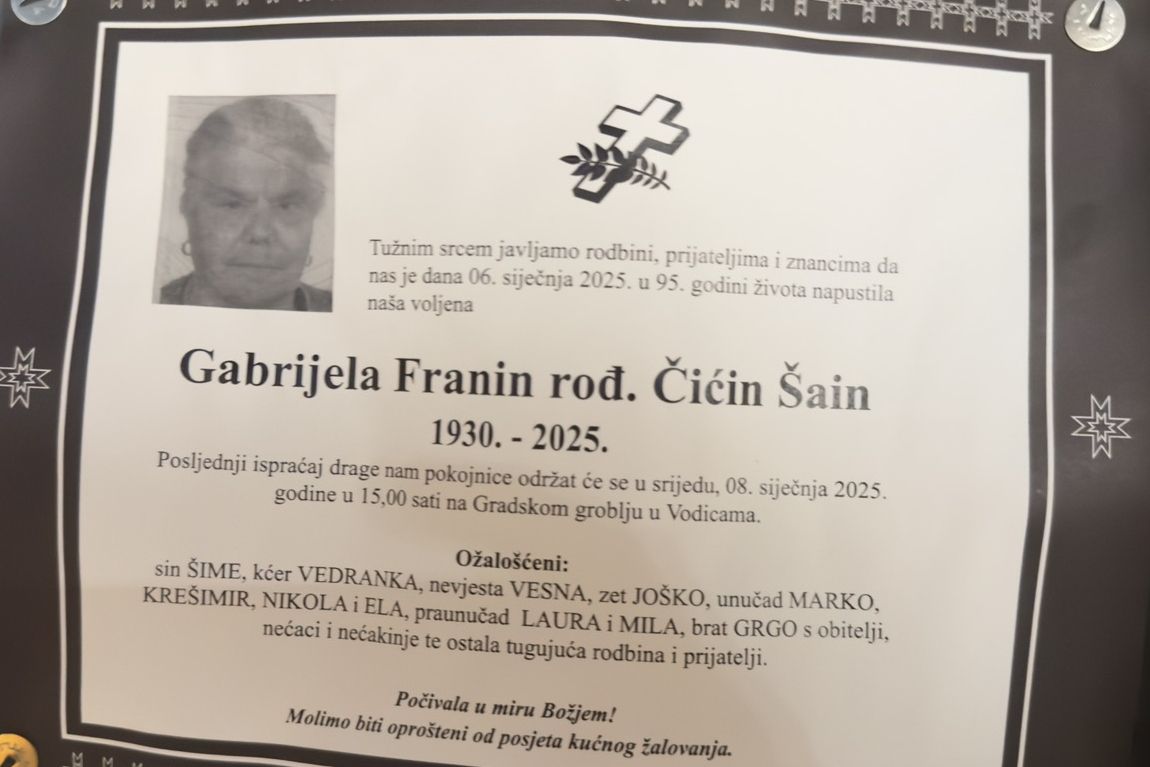 Tužnim srcem javljamo rodbini, prijateljima i znancima da
nas je dana 06. siječnja 2025. u 95. godini života napustila
naša voljena
Gabrijela Franin rođ. Čićin Šain
1930. - 2025.
Posljednji ispraćaj drage nam pokojnice održat će se u srijedu, 08. siječnja 2025.
godine u 15,00 sati na Gradskom groblju u Vodicama.
Ožalošćeni:
sin ŠIME, kćer VEDRANKA, nevjesta VESNA, zet JOŠKO, unučad MARKO,
KREŠIMIR, NIKOLA i ELA, praunučad LAURA i MILA, brat GRGO s obitelji,
nećaci i nećakinje te ostala tugujuća rodbina i prijatelji.
Počivala u miru Božjem!
Molimo biti oprošteni od posjeta kućnog žalovanja.